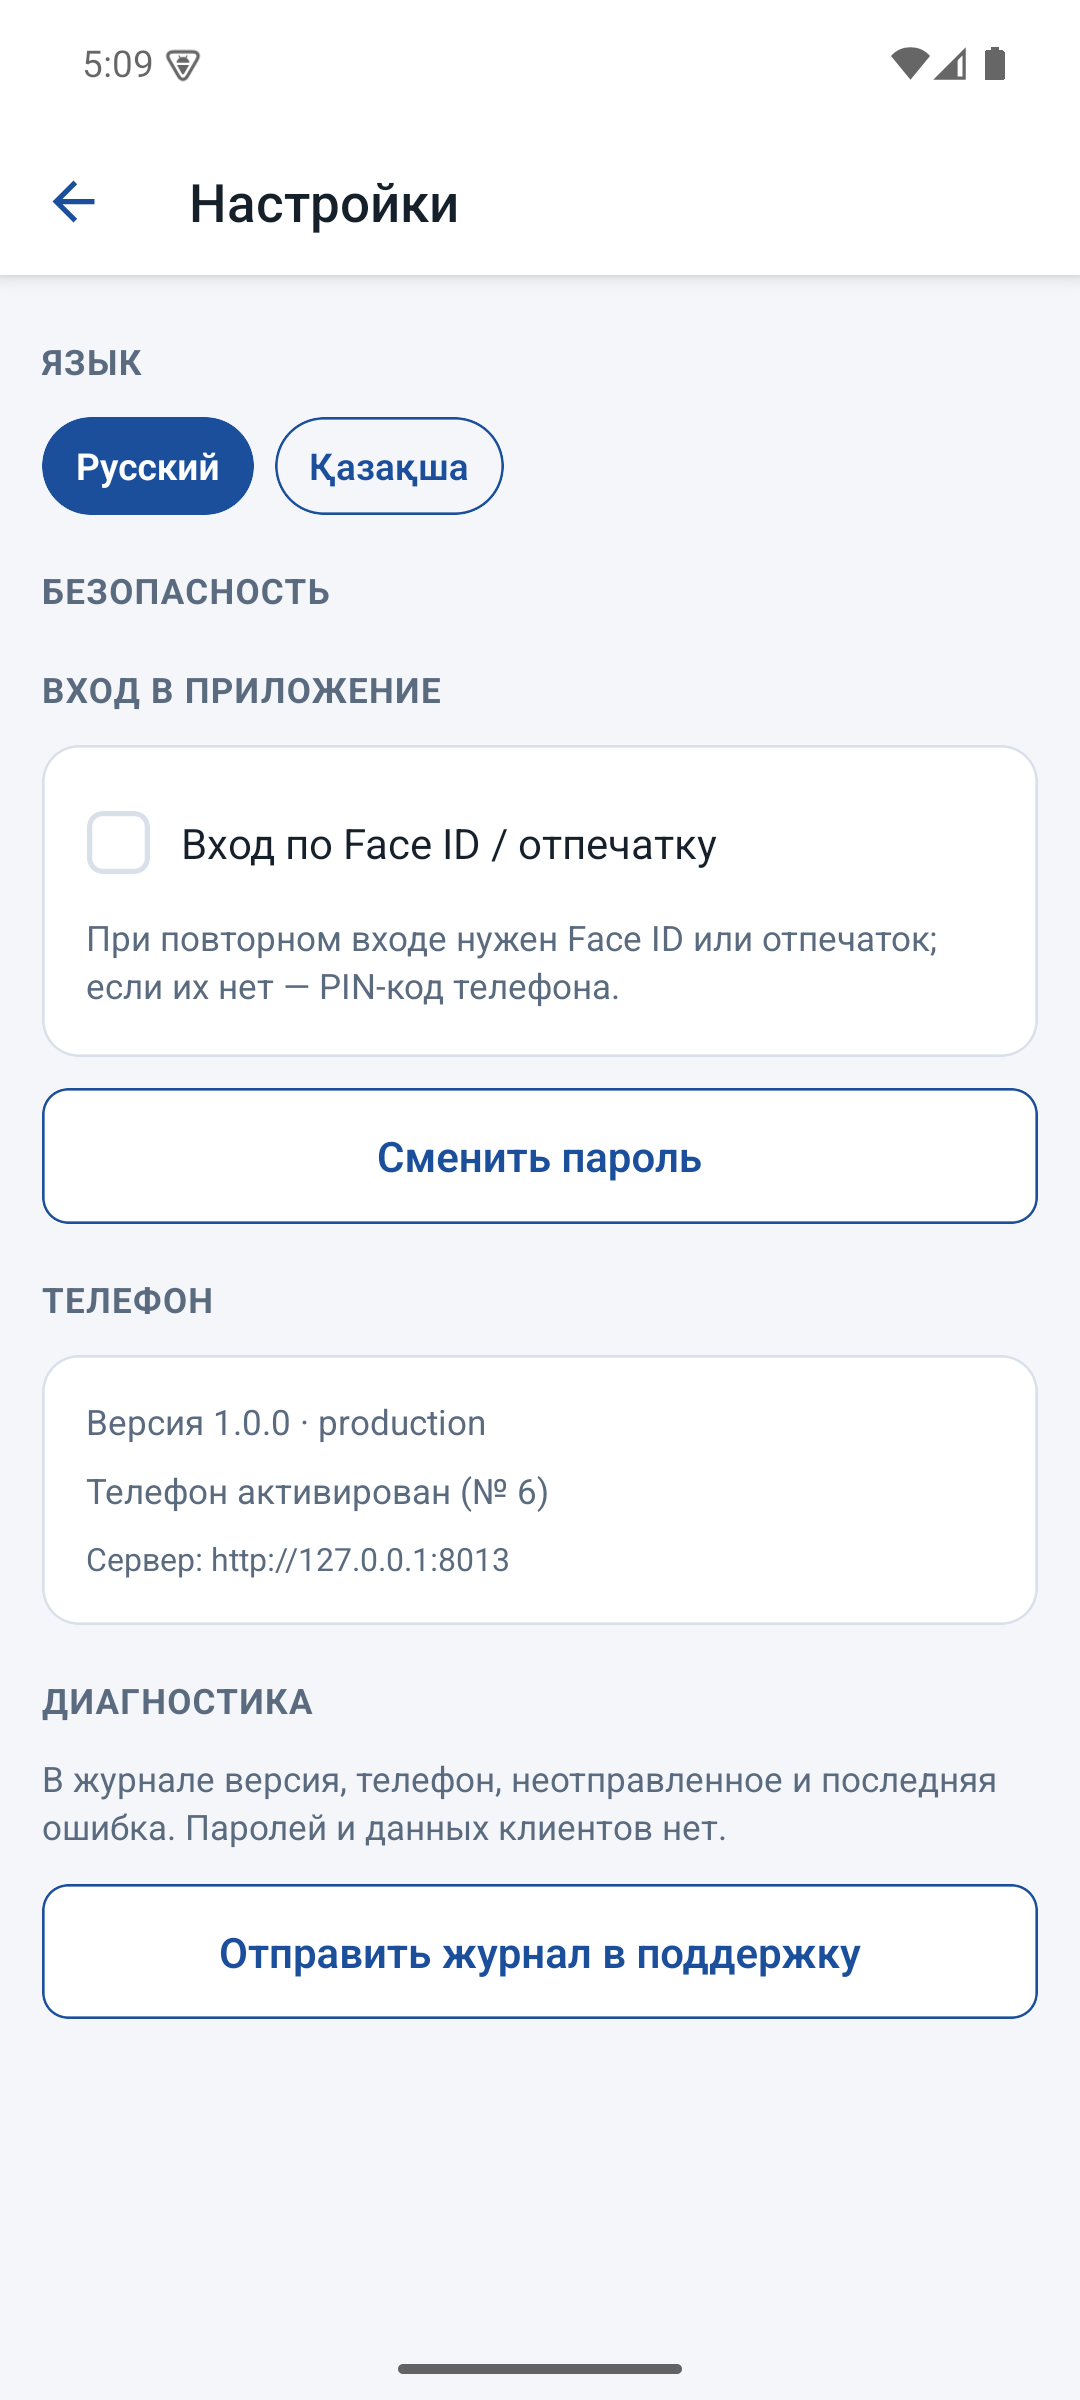 5:09
Настройки
ЯЗЫК
Русский
Қазақша
БЕЗОПАСНОСТЬ
ВХОД В ПРИЛОЖЕНИЕ
Вход по Face ID / отпечатку
При повторном входе нужен Face ID или отпечаток;
если их нет — PIN-код телефона.
Сменить пароль
ТЕЛЕФОН
Версия 1.0.0 · production
Телефон активирован (№ 6)
Сервер: http://127.0.0.1:8013
ДИАГНОСТИКА
В журнале версия, телефон, неотправленное и последняя
ошибка. Паролей и данных клиентов нет.
Отправить журнал в поддержку